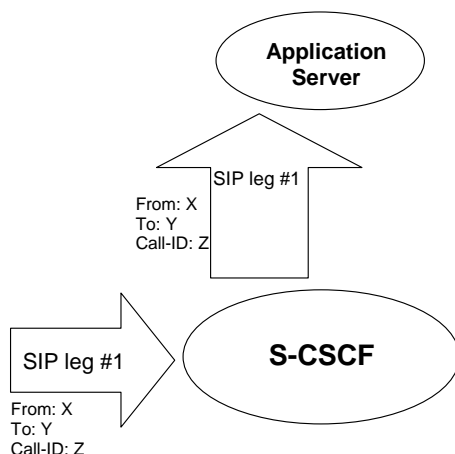 Application
Server
SIP leg #1
From: X
To: Y
Call-ID: Z
S-CSCF
SIP leg #1
From: X
To: Y
Call-ID: Z